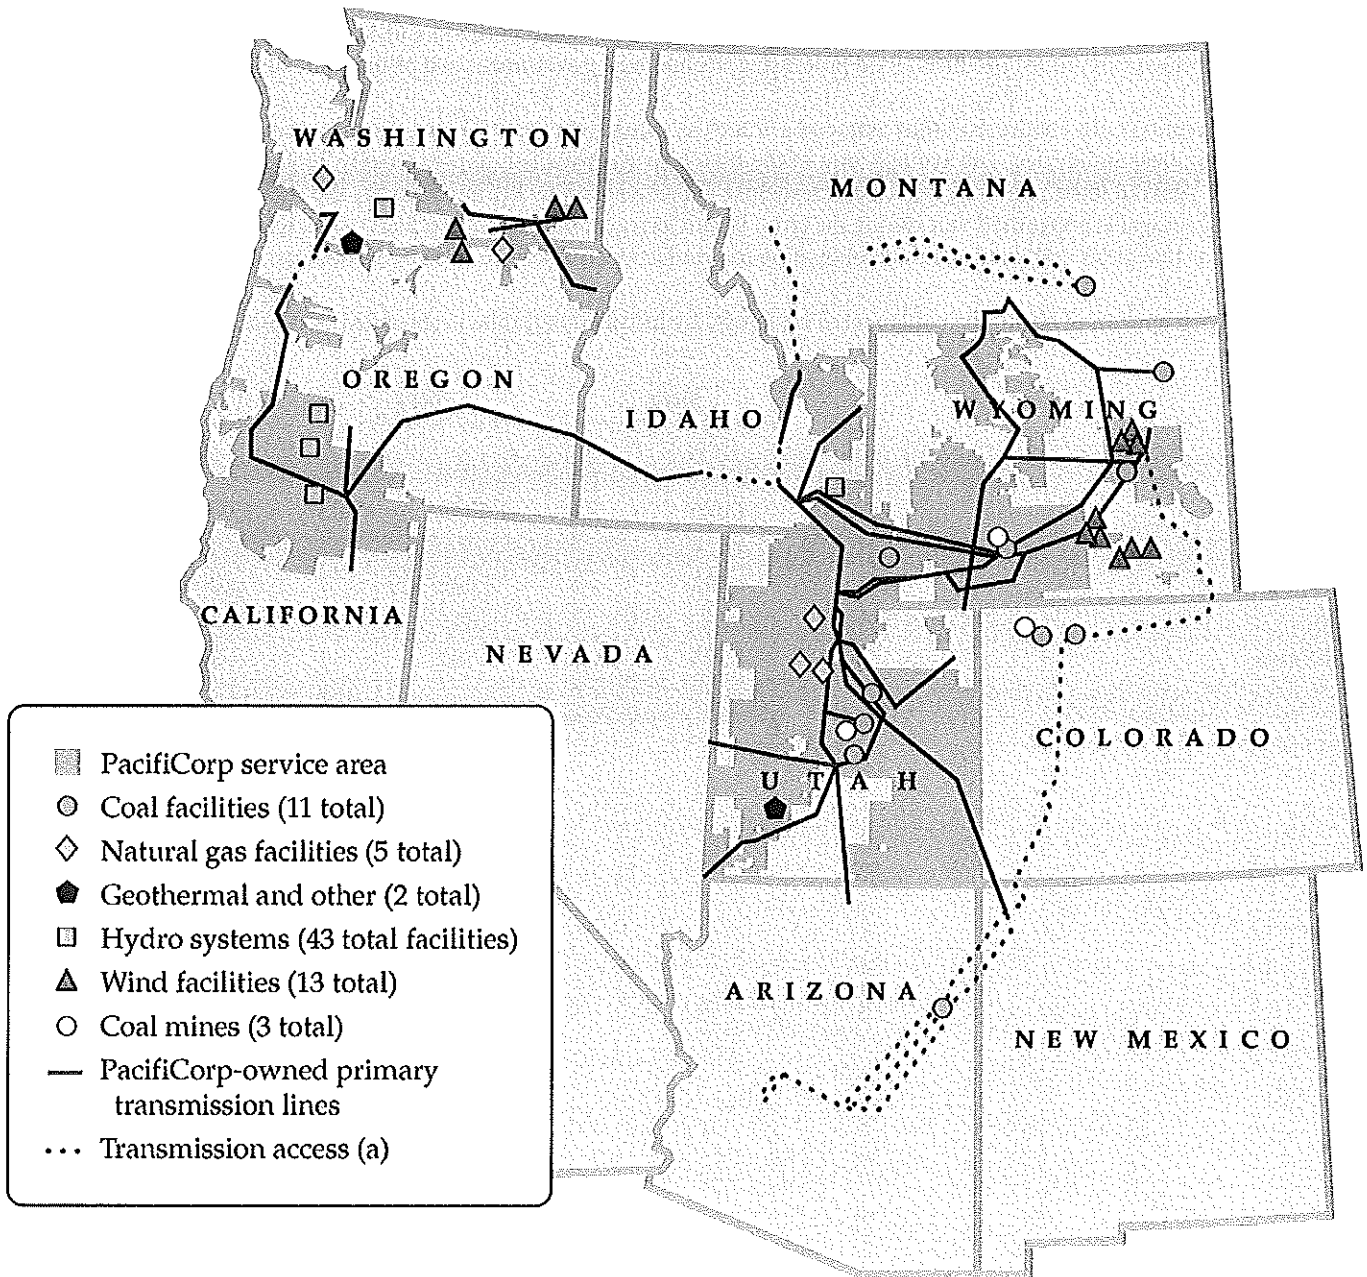 WASHINGTON
MONTANA
OREGON
IDAHO
WYOMING
CALIFORNIA
NEVADA
UTAH
COLORADO
ARIZONA
NEW MEXICO
PacifiCorp service area
Coal facilities (11 total)
Natural gas facilities (5 total)
Geothermal and other (2 total)
Hydro systems (43 total facilities)
Wind facilities (13 total)
Coal mines (3 total)
PacifiCorp-owned primary
transmission lines
Transmission access (a)